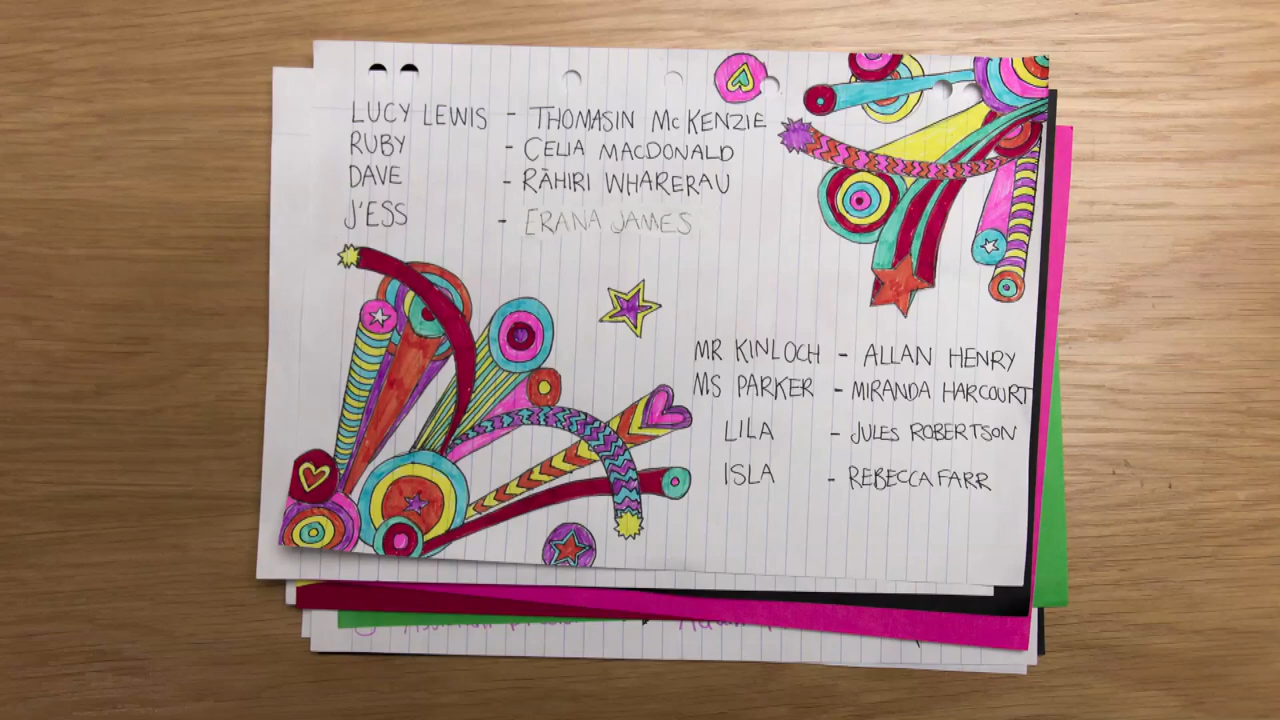 LUCY LEWIS - THOMASIN McKENZIE
RUBY - CELIA MACDONALD
DAVE - RĀHIRI WHARERAU
J'ESS - ERANA JAMES
MR KINLOCH - ALLAN HENRY
MS PARKER - MIRANDA HARCOURT
LILA - JULES ROBERTSON
ISLA - REBECCA FARR